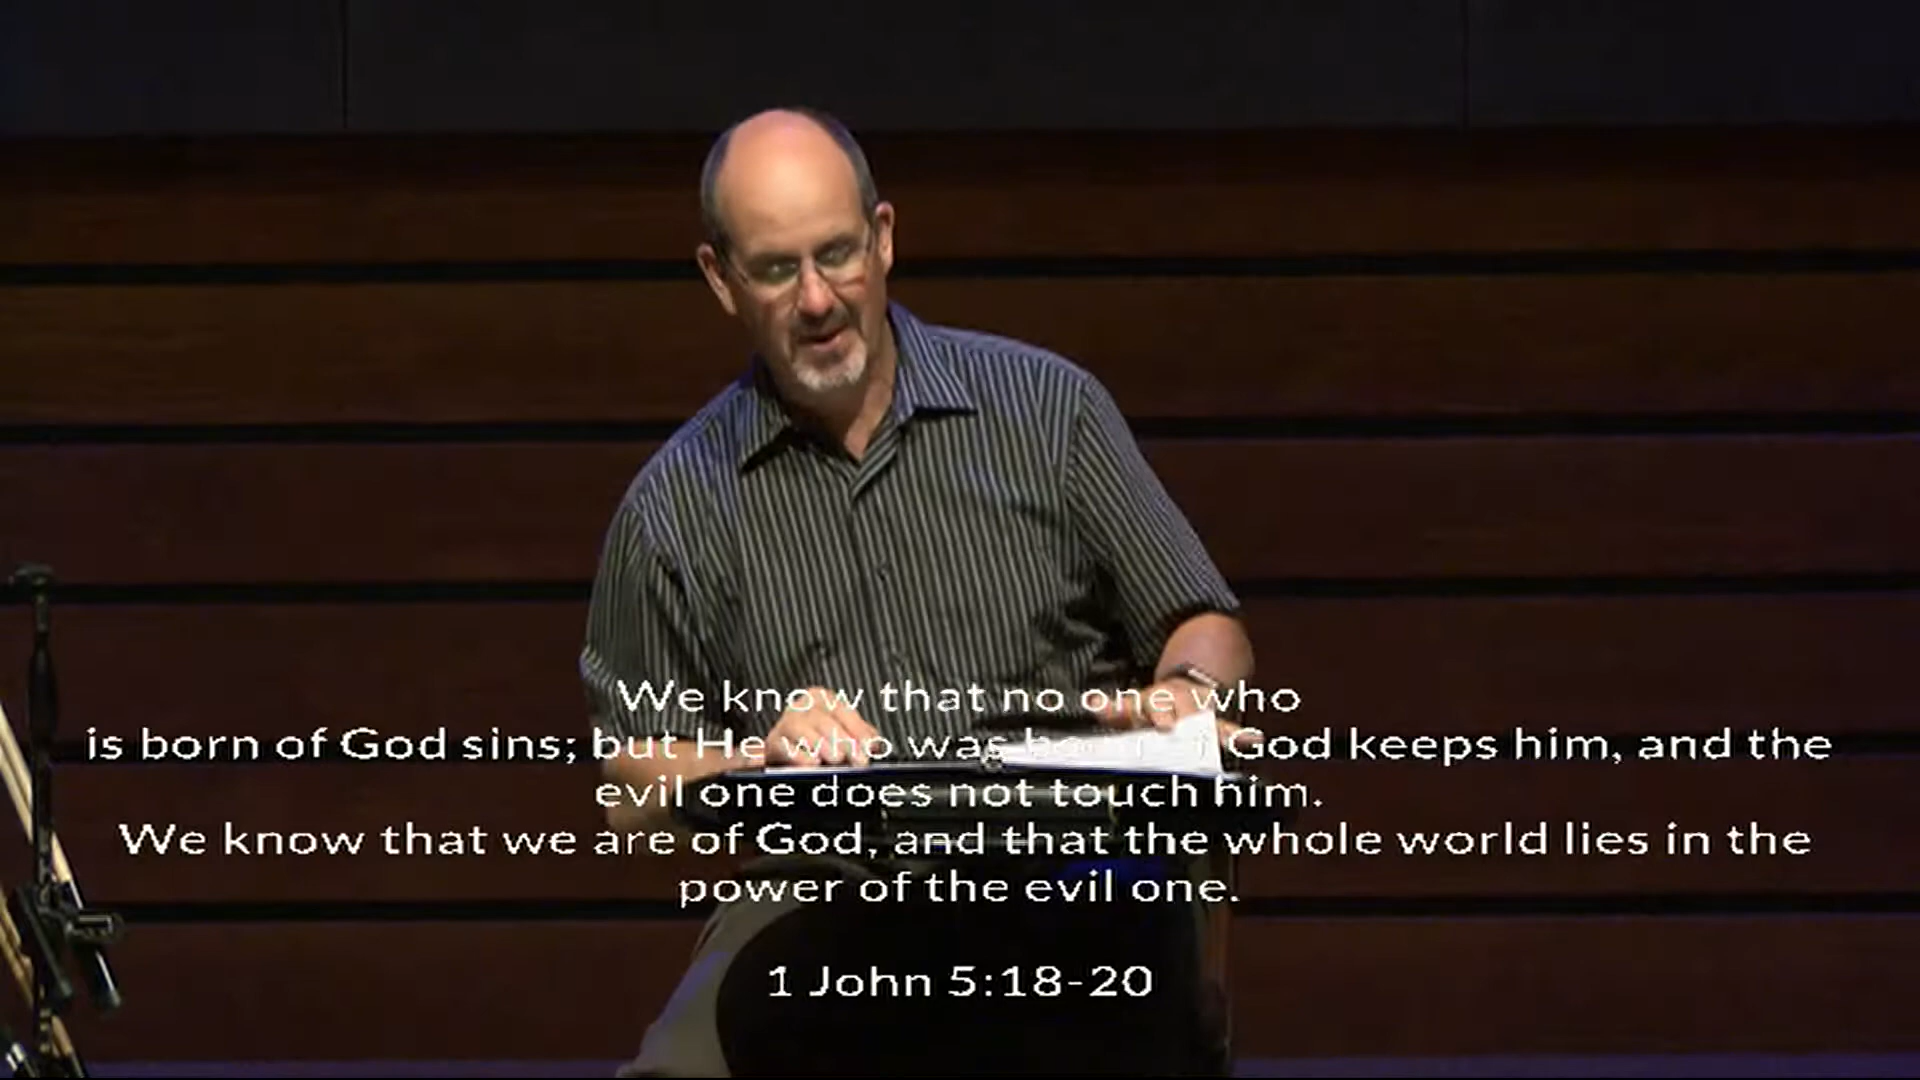 We know that no one who
is born of God sins; but He who was born of God keeps him, and the
evil one does not touch him.
We know that we are of God, and that the whole world lies in the
power of the evil one.
1 John 5:18-20